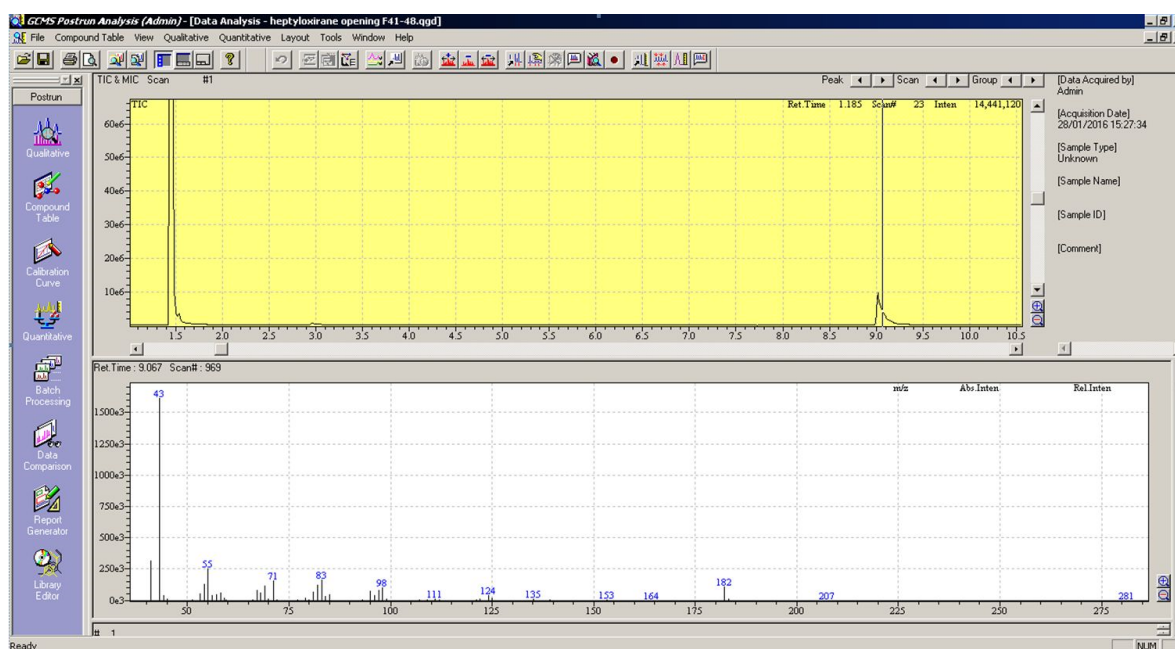 GCMS Postrun Analysis (Admin) - [Data Analysis - heptyloxirane opening F41-48.qgd]
File Compound Table View Qualitative Quantitative Layout Tools Window Help
Postrun
Qualitative
Compound
Table
Calibration
Curve
Quantitative
Batch
Processing
Data
Comparison
Report
Generator
Library
Editor
TIC & MIC Scan #1
Peak Scan Group
TIC
Ret.Time 1.185 Scan# 23 Inten 14,441,120
60e6
50e6
40e6
30e6
20e6
10e6
1.5 2.0 2.5 3.0 3.5 4.0 4.5 5.0 5.5 6.0 6.5 7.0 7.5 8.0 8.5 9.0 9.5 10.0 10.5
[Data Acquired by]
Admin
[Acquisition Date]
28/01/2016 15:27:34
[Sample Type]
Unknown
[Sample Name]
[Sample ID]
[Comment]
Ret.Time : 9.067 Scan# : 969
m/z Abs.Inten Rel.Inten
1500e3
1250e3
1000e3
750e3
500e3
250e3
0e3
43
55
71
83
98
111
124
135
153
164
182
207
281
50 75 100 125 150 175 200 225 250 275
# 1
Ready
NUM